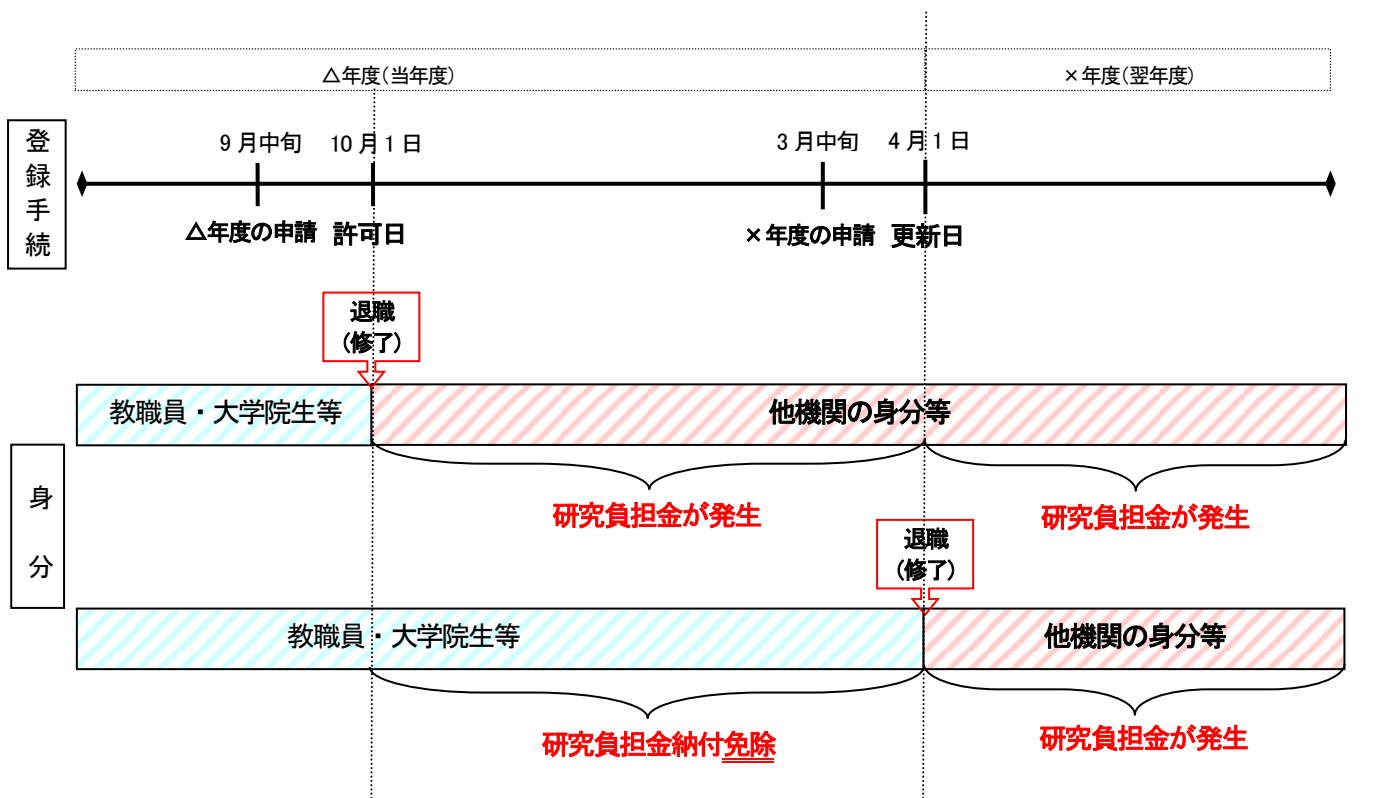 △年度(当年度)
×年度(翌年度)
登録手続
9月中旬
10月1日
3月中旬
4月1日
△年度の申請
許可日
×年度の申請
更新日
退職
(修了)
教職員・大学院生等
他機関の身分等
身分
研究負担金が発生
研究負担金が発生
退職
(修了)
教職員・大学院生等
他機関の身分等
研究負担金納付免除
研究負担金が発生